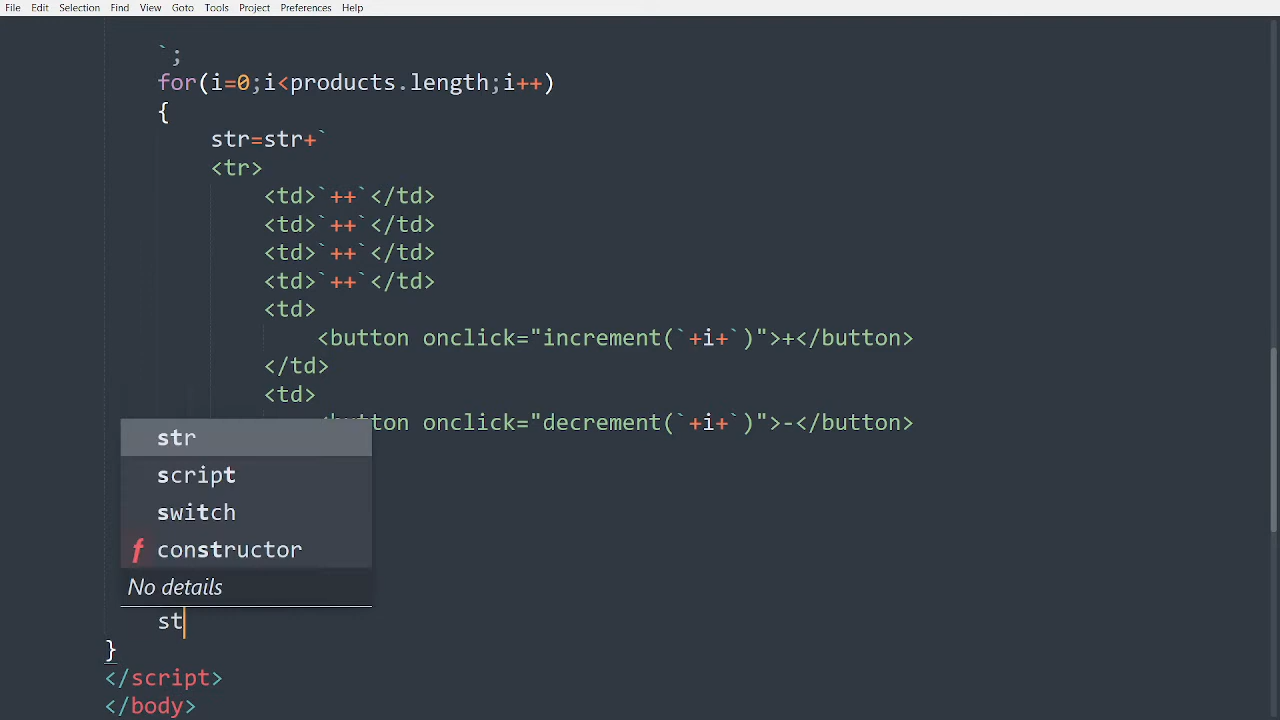 File Edit Selection Find View Goto Tools Project Preferences Help
`;
for(i=0;i<products.length;i++)
{
str=str+`
<tr>
<td>`++`</td>
<td>`++`</td>
<td>`++`</td>
<td>`++`</td>
<td>
<button onclick="increment(`+i+`)">+</button>
</td>
<td>
<button onclick="decrement(`+i+`)">-</button>
str
script
switch
f constructor
No details
st
}
</script>
</body>